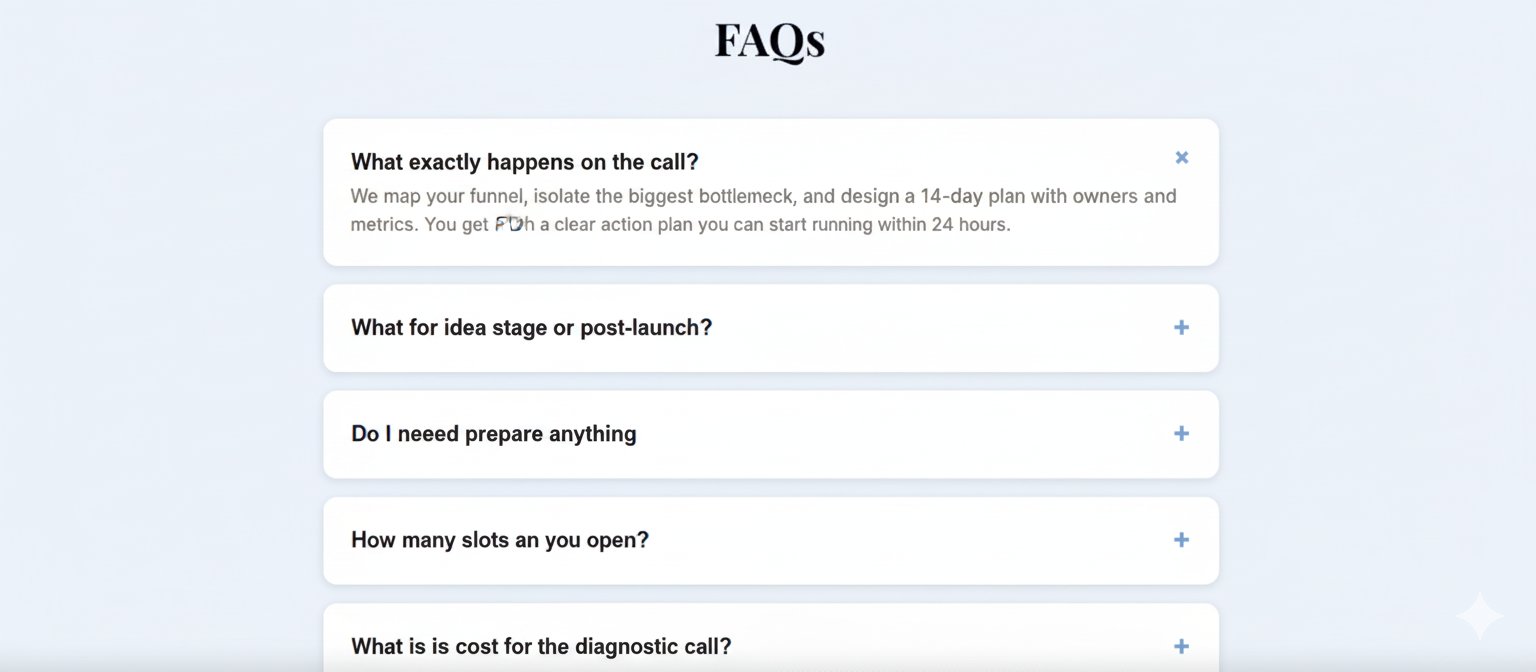 FAQs
What exactly happens on the call?
We map your funnel, isolate the biggest bottlemeck, and design a 14-day plan with owners and
metrics. You get a clear action plan you can start running within 24 hours.
What for idea stage or post-launch?
Do I neeed prepare anything
How many slots an you open?
What is is cost for the diagnostic call?